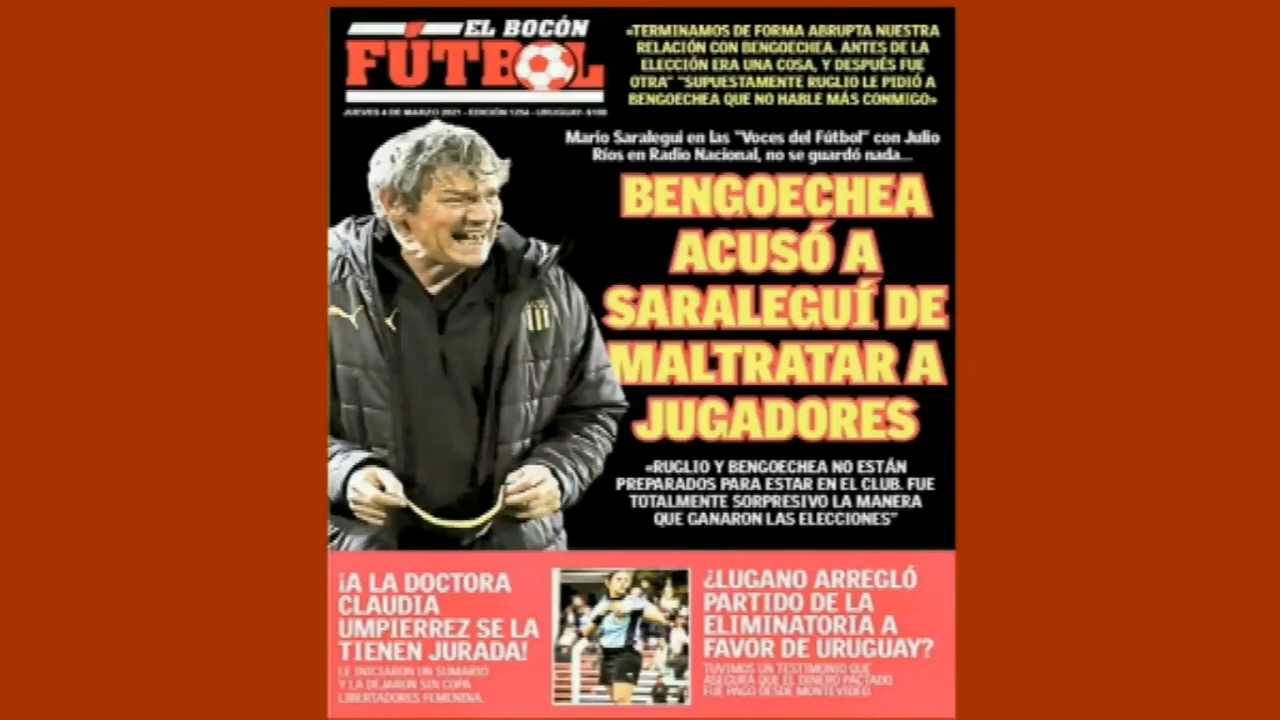 EL BOCÓN
FÚTBOL
JUEVES 4 DE MARZO 2021 - EDICIÓN 1254 - URUGUAY- $100
«TERMINAMOS DE FORMA ABRUPTA NUESTRA
RELACIÓN CON BENGOECHEA. ANTES DE LA
ELECCIÓN ERA UNA COSA, Y DESPUÉS FUE
OTRA" "SUPUESTAMENTE RUGLIO LE PIDIÓ A
BENGOECHEA QUE NO HABLE MÁS CONMIGO»
Mario Saralegui en las "Voces del Fútbol" con Julio
Ríos en Radio Nacional, no se guardó nada...
BENGOECHEA
ACUSÓ A
SARALEGUÍ DE
MALTRATAR A
JUGADORES
«RUGLIO Y BENGOECHEA NO ESTÁN
PREPARADOS PARA ESTAR EN EL CLUB. FUE
TOTALMENTE SORPRESIVO LA MANERA
QUE GANARON LAS ELECCIONES"
¡A LA DOCTORA
CLAUDIA
UMPIERREZ SE LA
TIENEN JURADA!
LE INICIARON UN SUMARIO
Y LA DEJARON SIN COPA
LIBERTADORES FEMENINA.
¿LUGANO ARREGLÓ
PARTIDO DE LA
ELIMINATORIA A
FAVOR DE URUGUAY?
TUVIMOS UN TESTIMONIO QUE
ASEGURA QUE EL DINERO PACTADO
FUE PAGO DESDE MONTEVIDEO.